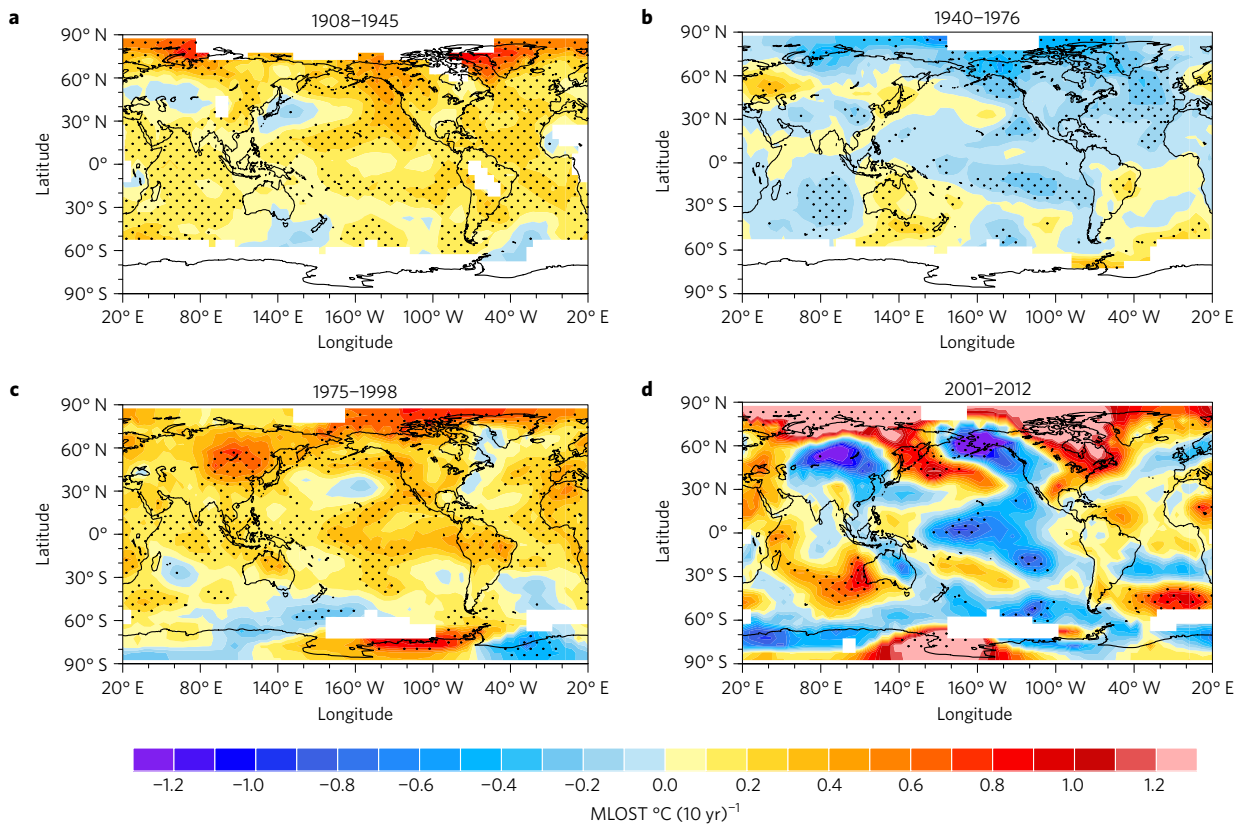 a
1908–1945
90° N
60° N
30° N
0°
30° S
60° S
90° S
Latitude
20° E 80° E 140° E 160° W 100° W 40° W 20° E
Longitude
b
1940–1976
90° N
60° N
30° N
0°
30° S
60° S
90° S
Latitude
20° E 80° E 140° E 160° W 100° W 40° W 20° E
Longitude
c
1975–1998
90° N
60° N
30° N
0°
30° S
60° S
90° S
Latitude
20° E 80° E 140° E 160° W 100° W 40° W 20° E
Longitude
d
2001–2012
90° N
60° N
30° N
0°
30° S
60° S
90° S
Latitude
20° E 80° E 140° E 160° W 100° W 40° W 20° E
Longitude
−1.2 −1.0 −0.8 −0.6 −0.4 −0.2 0.0 0.2 0.4 0.6 0.8 1.0 1.2
MLOST °C (10 yr)⁻¹